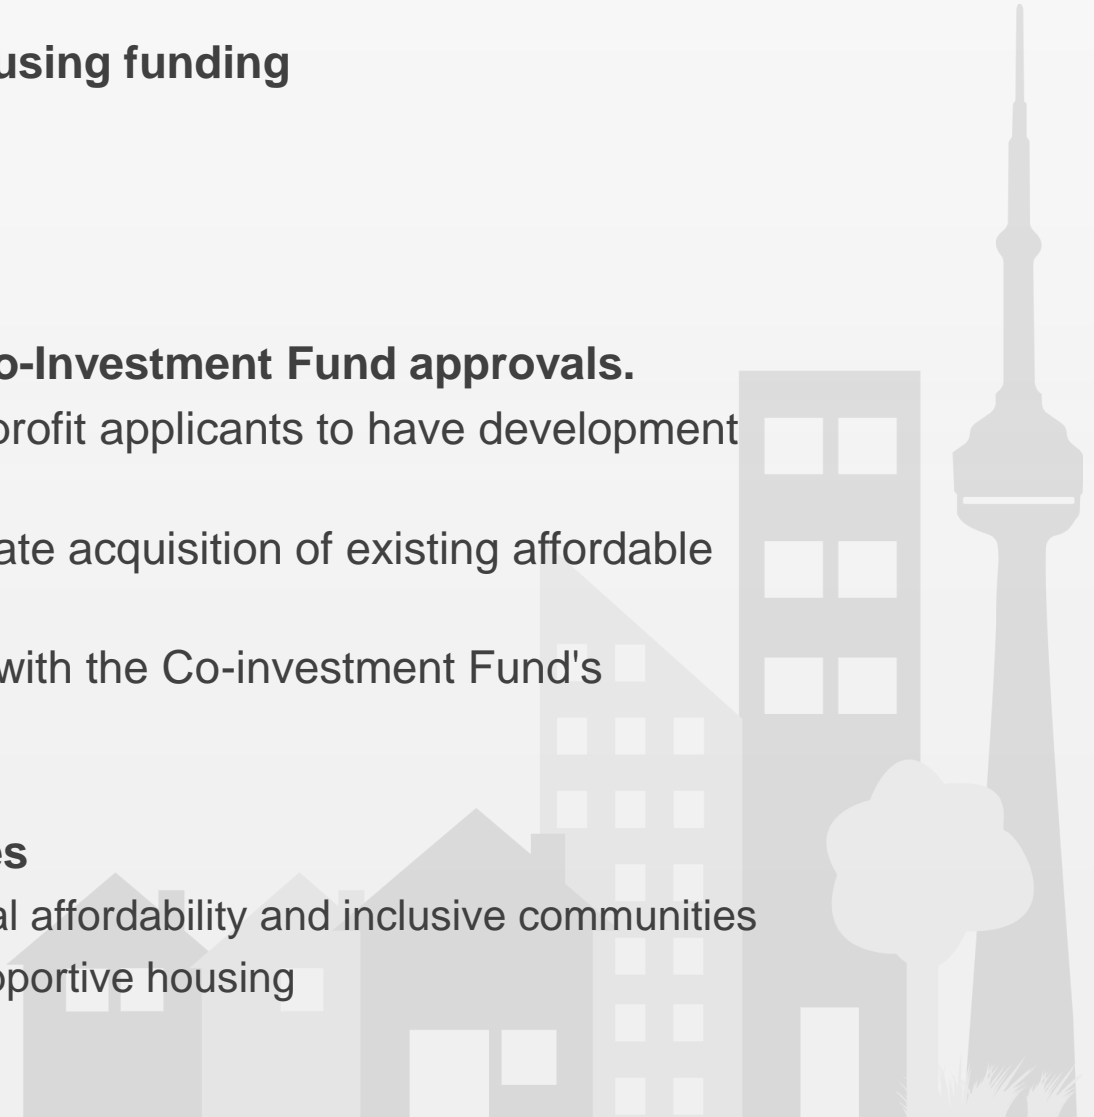 using funding
o-Investment Fund approvals.
profit applicants to have development
ate acquisition of existing affordable
with the Co-investment Fund's
es
al affordability and inclusive communities
portive housing